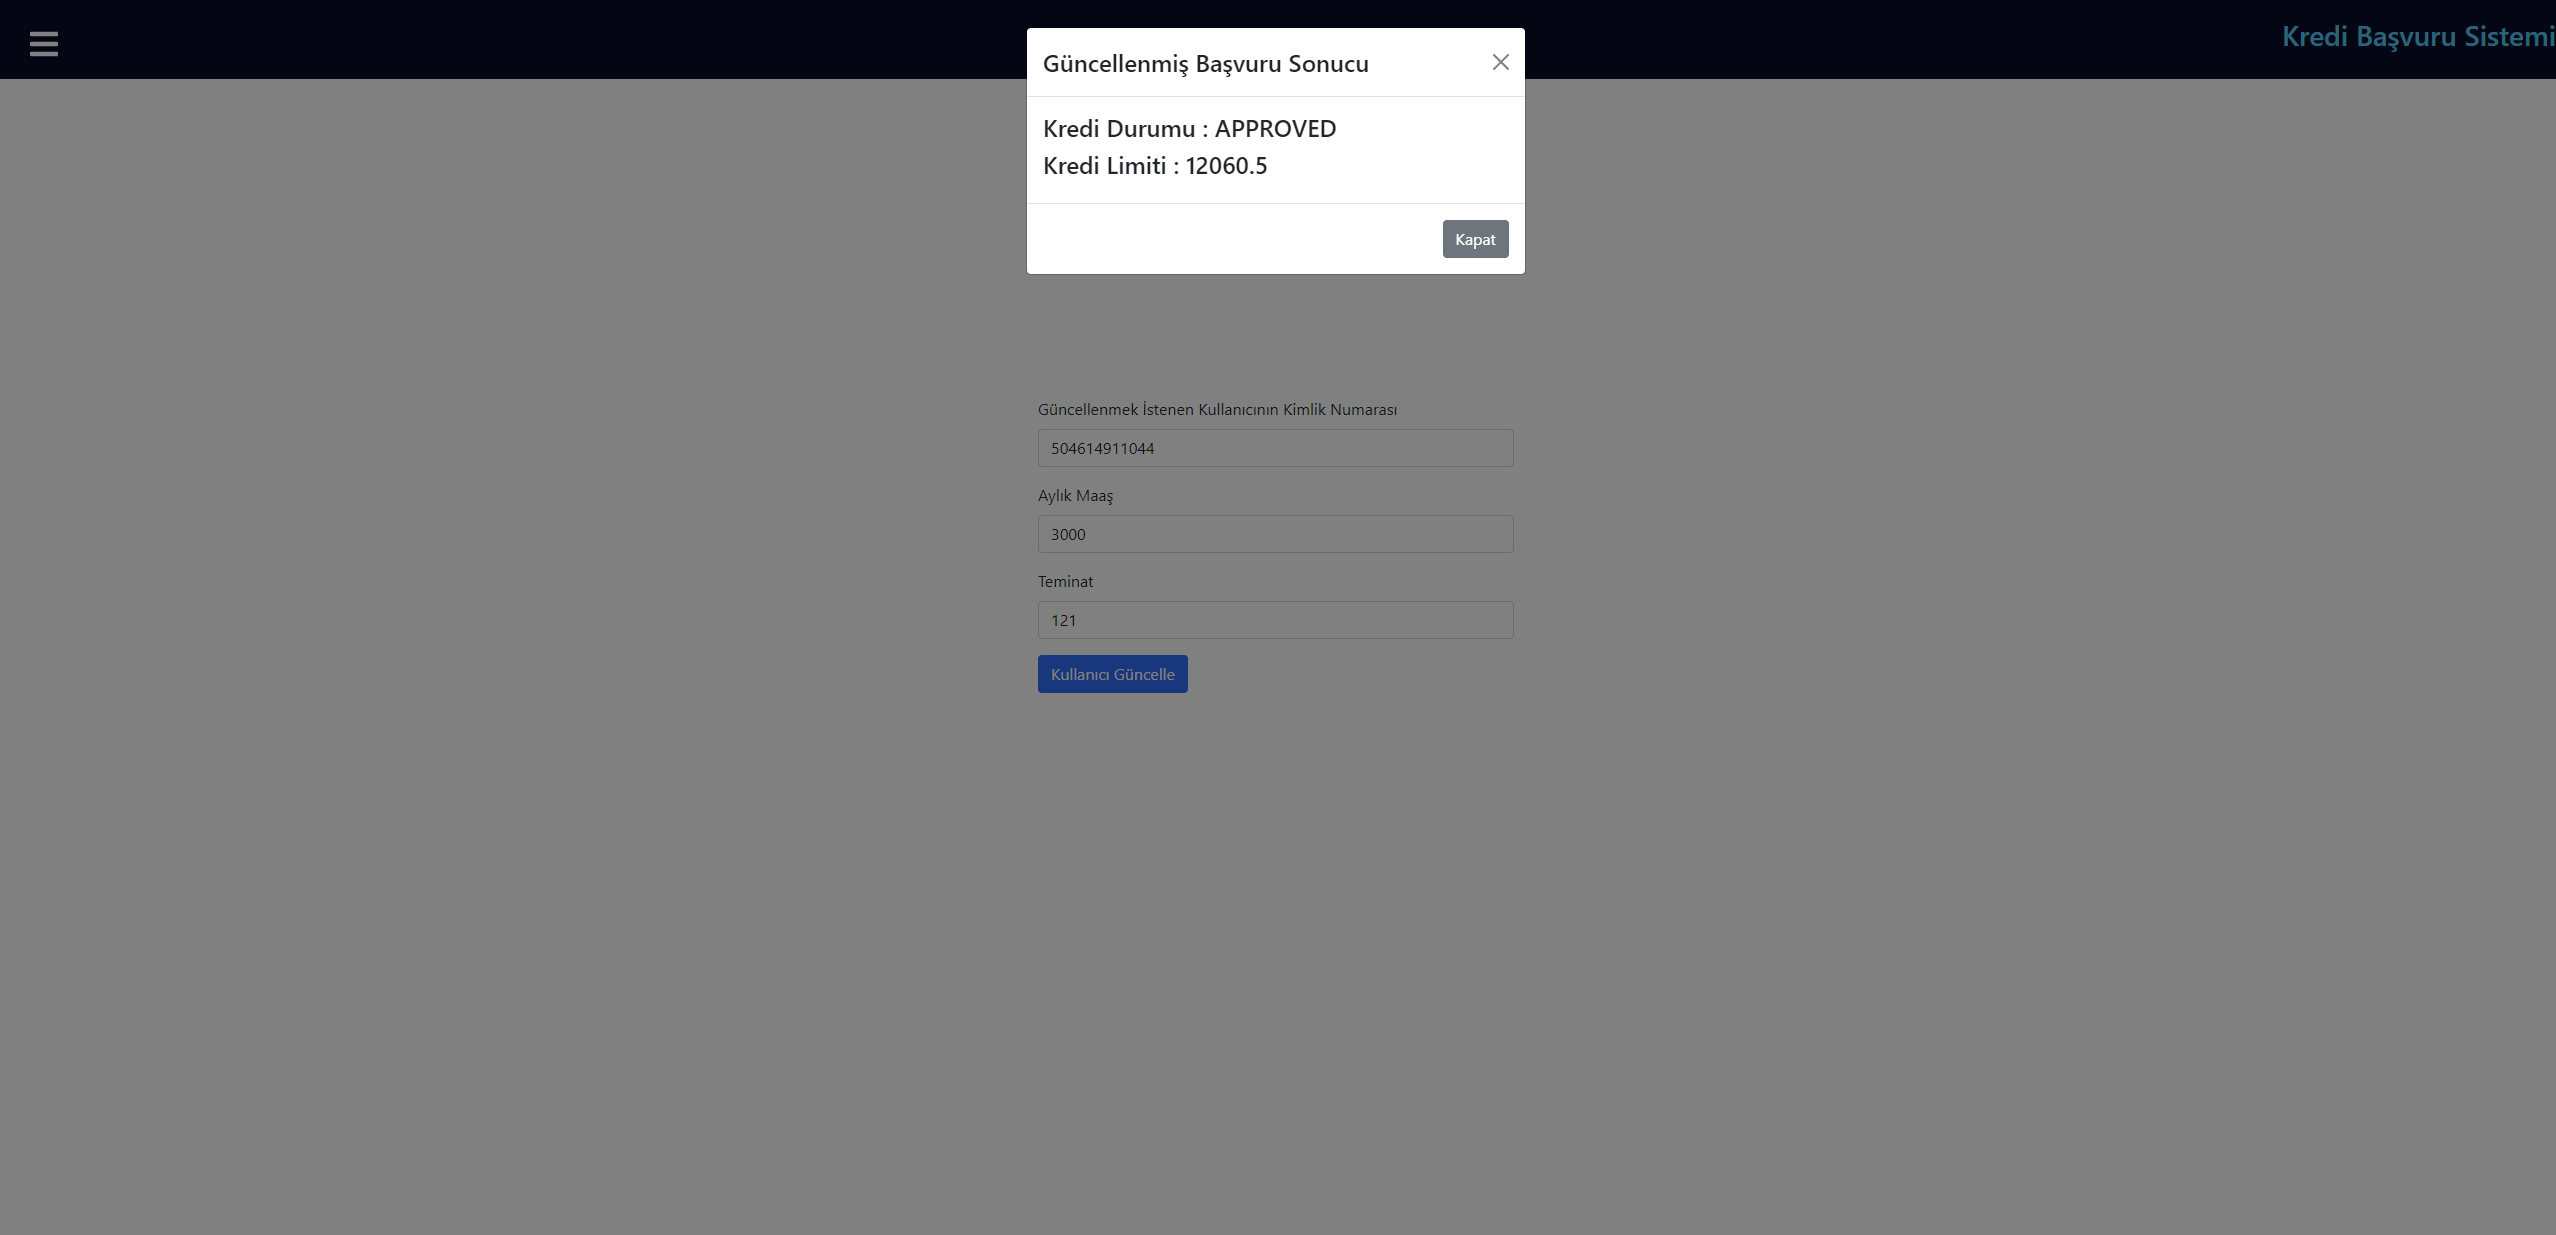 Kredi Başvuru Sistemi
Güncellenmiş Başvuru Sonucu
Kredi Durumu : APPROVED
Kredi Limiti : 12060.5
Kapat
Güncellenmek İstenen Kullanıcının Kimlik Numarası
504614911044
Aylık Maaş
3000
Teminat
121
Kullanıcı Güncelle